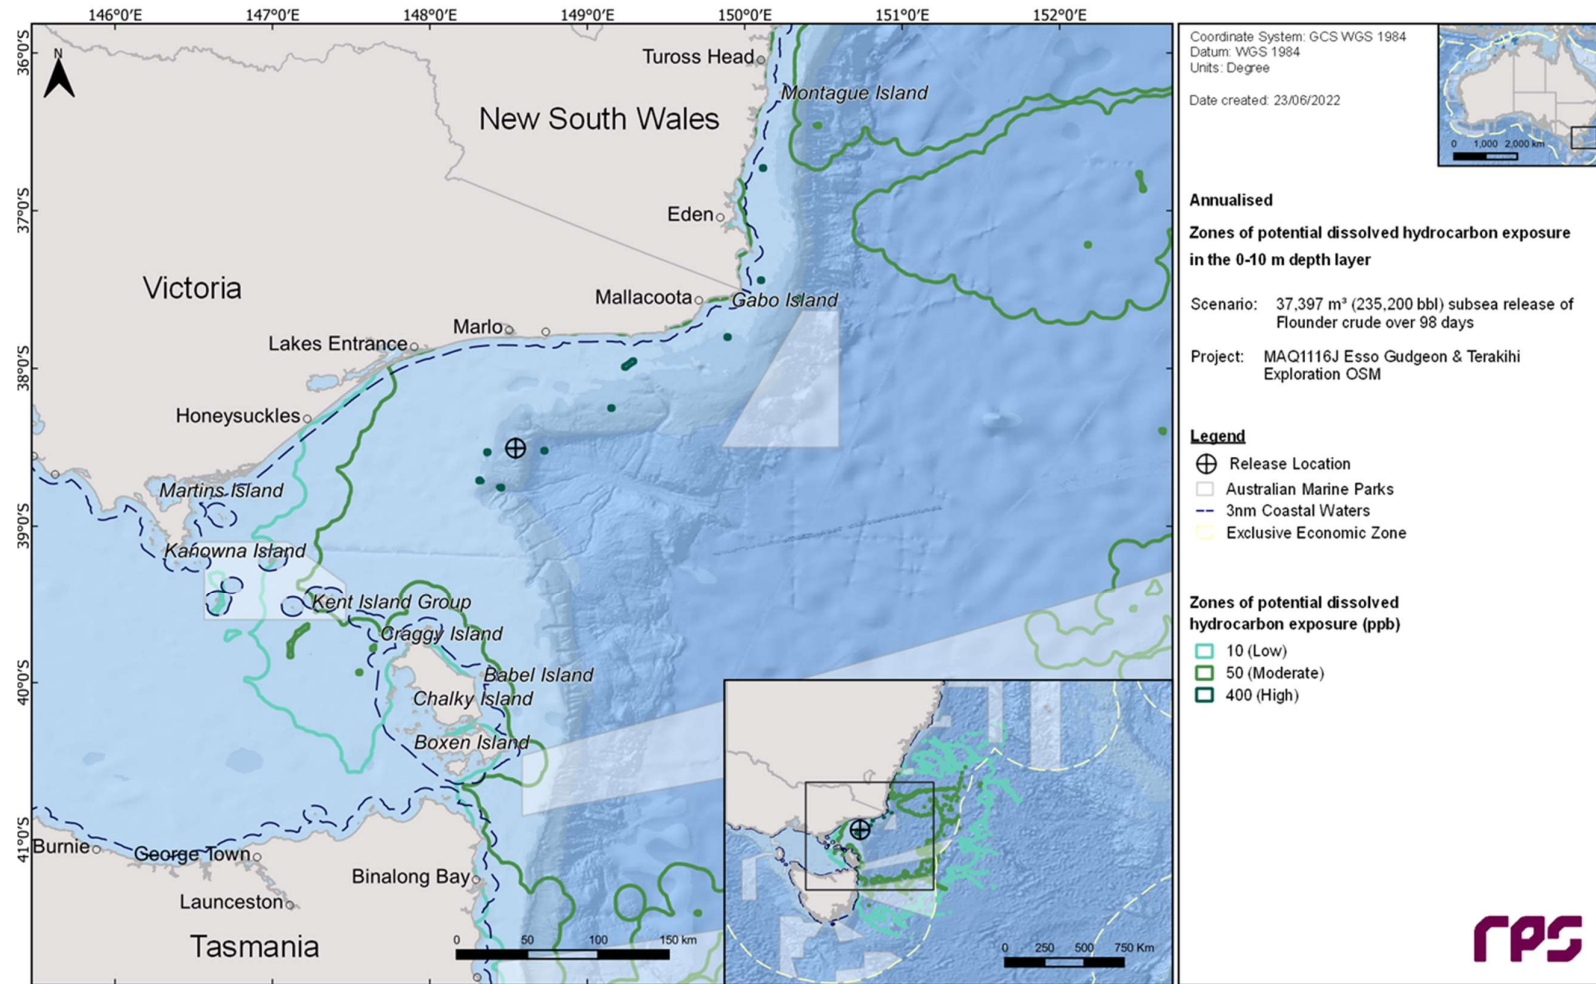 146°0'E 147°0'E 148°0'E 149°0'E 150°0'E 151°0'E 152°0'E
36°0'S
37°0'S
38°0'S
39°0'S
40°0'S
41°0'S
N
Tuross Head
Montague Island
New South Wales
Eden
Victoria
Mallacoota
Gabo Island
Marlo
Lakes Entrance
Honeysuckles
Martins Island
Kanowna Island
Kent Island Group
Craggy Island
Babel Island
Chalky Island
Boxen Island
Burnie
George Town
Binalong Bay
Launceston
Tasmania
0 50 100 150 km
0 250 500 750 Km
Coordinate System: GCS WGS 1984
Datum: WGS 1984
Units: Degree
Date created: 23/06/2022
0 1,000 2,000 km
Annualised
Zones of potential dissolved hydrocarbon exposure
in the 0-10 m depth layer
Scenario: 37,397 m³ (235,200 bbl) subsea release of
Flounder crude over 98 days
Project: MAQ1116J Esso Gudgeon & Terakihi
Exploration OSM
Legend
Release Location
Australian Marine Parks
3nm Coastal Waters
Exclusive Economic Zone
Zones of potential dissolved
hydrocarbon exposure (ppb)
10 (Low)
50 (Moderate)
400 (High)
rps